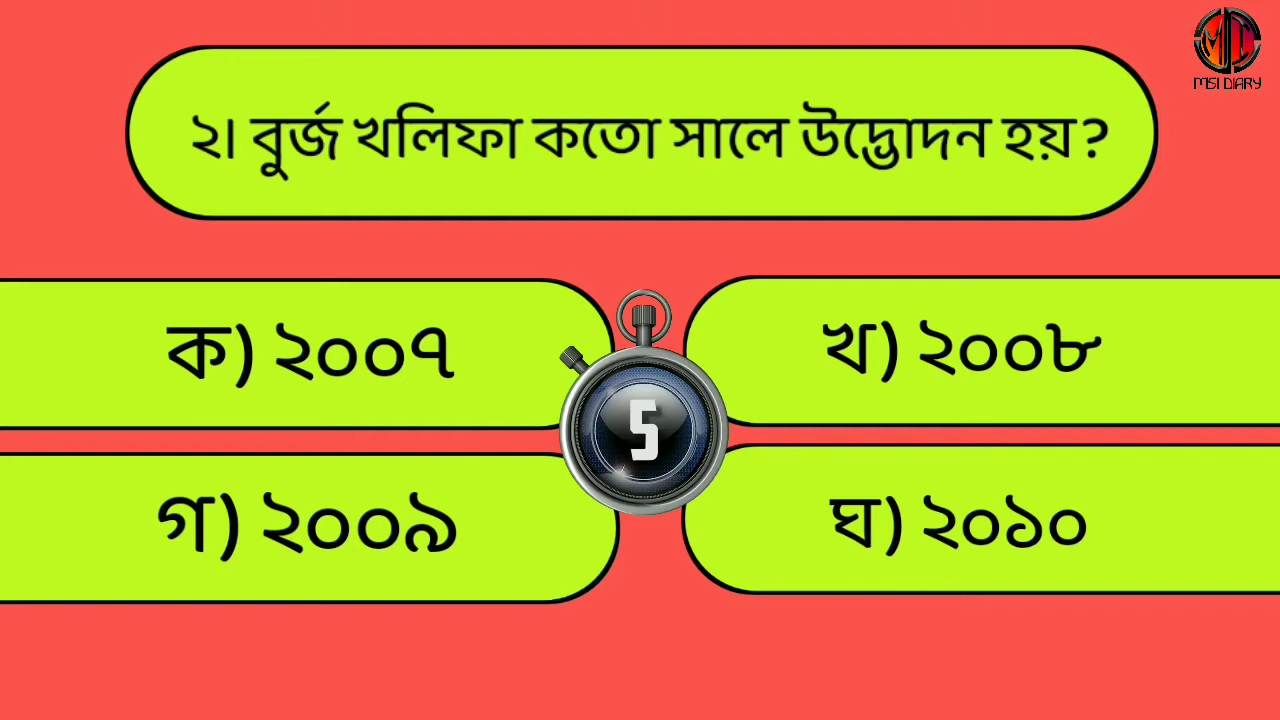 MSI DIARY
২। বুর্জ খলিফা কতো সালে উদ্ভোদন হয়?
ক) ২০০৭
খ) ২০০৮
5
গ) ২০০৯
ঘ) ২০১০